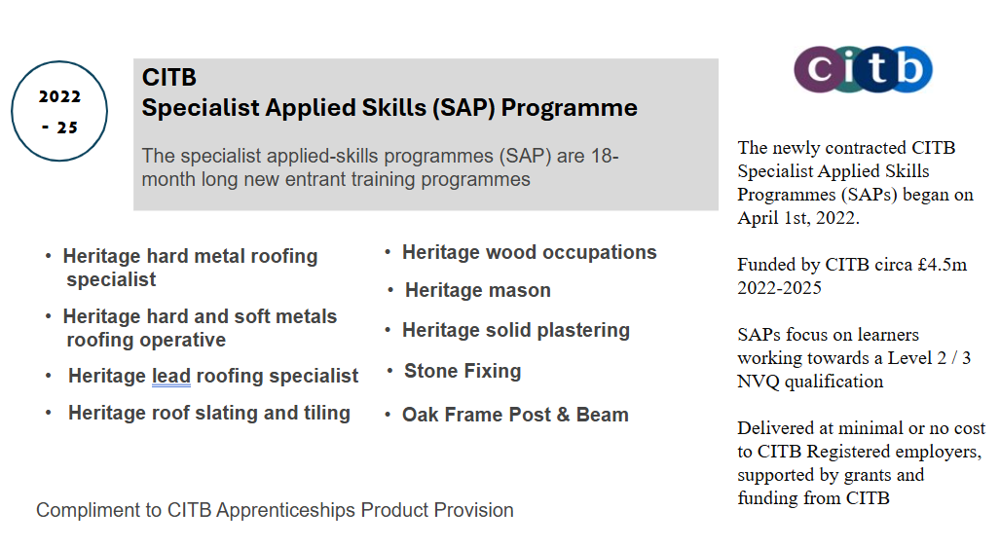 2022
- 25
CITB
Specialist Applied Skills (SAP) Programme
The specialist applied-skills programmes (SAP) are 18-
month long new entrant training programmes
• Heritage hard metal roofing
specialist
• Heritage hard and soft metals
roofing operative
• Heritage lead roofing specialist
• Heritage roof slating and tiling
• Heritage wood occupations
• Heritage mason
• Heritage solid plastering
• Stone Fixing
• Oak Frame Post & Beam
Compliment to CITB Apprenticeships Product Provision
citb
The newly contracted CITB
Specialist Applied Skills
Programmes (SAPs) began on
April 1st, 2022.
Funded by CITB circa £4.5m
2022-2025
SAPs focus on learners
working towards a Level 2 / 3
NVQ qualification
Delivered at minimal or no cost
to CITB Registered employers,
supported by grants and
funding from CITB